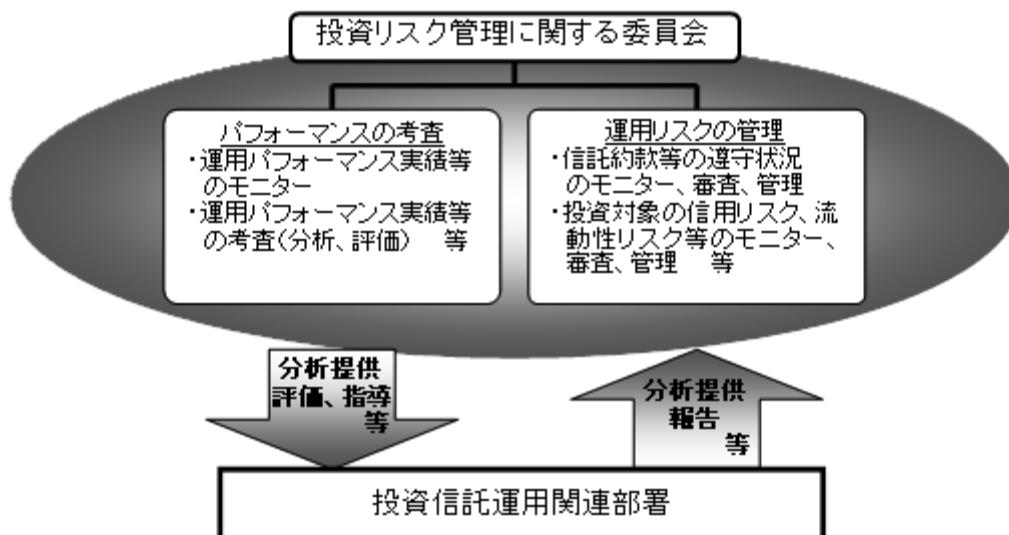 投資リスク管理に関する委員会
パフォーマンスの考査
・運用パフォーマンス実績等
のモニター
・運用パフォーマンス実績等
の考査(分析、評価) 等
運用リスクの管理
・信託約款等の遵守状況
のモニター、審査、管理
・投資対象の信用リスク、流
動性リスク等のモニター、
審査、管理 等
分析提供
評価、指導
等
分析提供
報告
等
投資信託運用関連部署